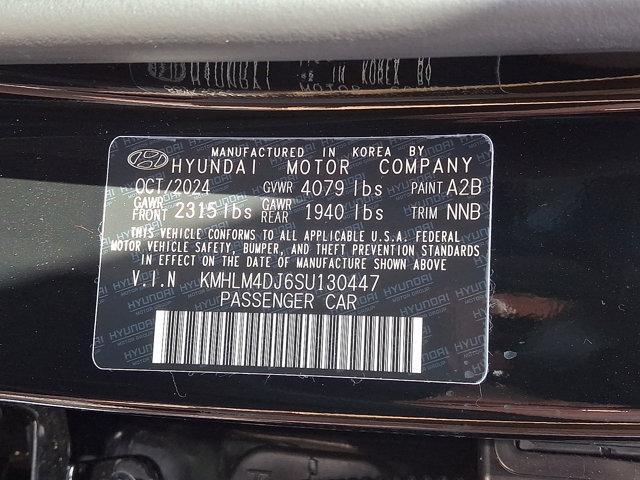 MANUFACTURED IN KOREA BY
HYUNDAI MOTOR COMPANY
OCT/2024 GVWR 4079 lbs PAINT A2B
GAWR FRONT 2315 lbs GAWR REAR 1940 lbs TRIM NNB
THIS VEHICLE CONFORMS TO ALL APPLICABLE U.S.A. FEDERAL
MOTOR VEHICLE SAFETY, BUMPER, AND THEFT PREVENTION STANDARDS
IN EFFECT ON THE DATE OF MANUFACTURE SHOWN ABOVE
V.I.N KMHLM4DJ6SU130447
PASSENGER CAR